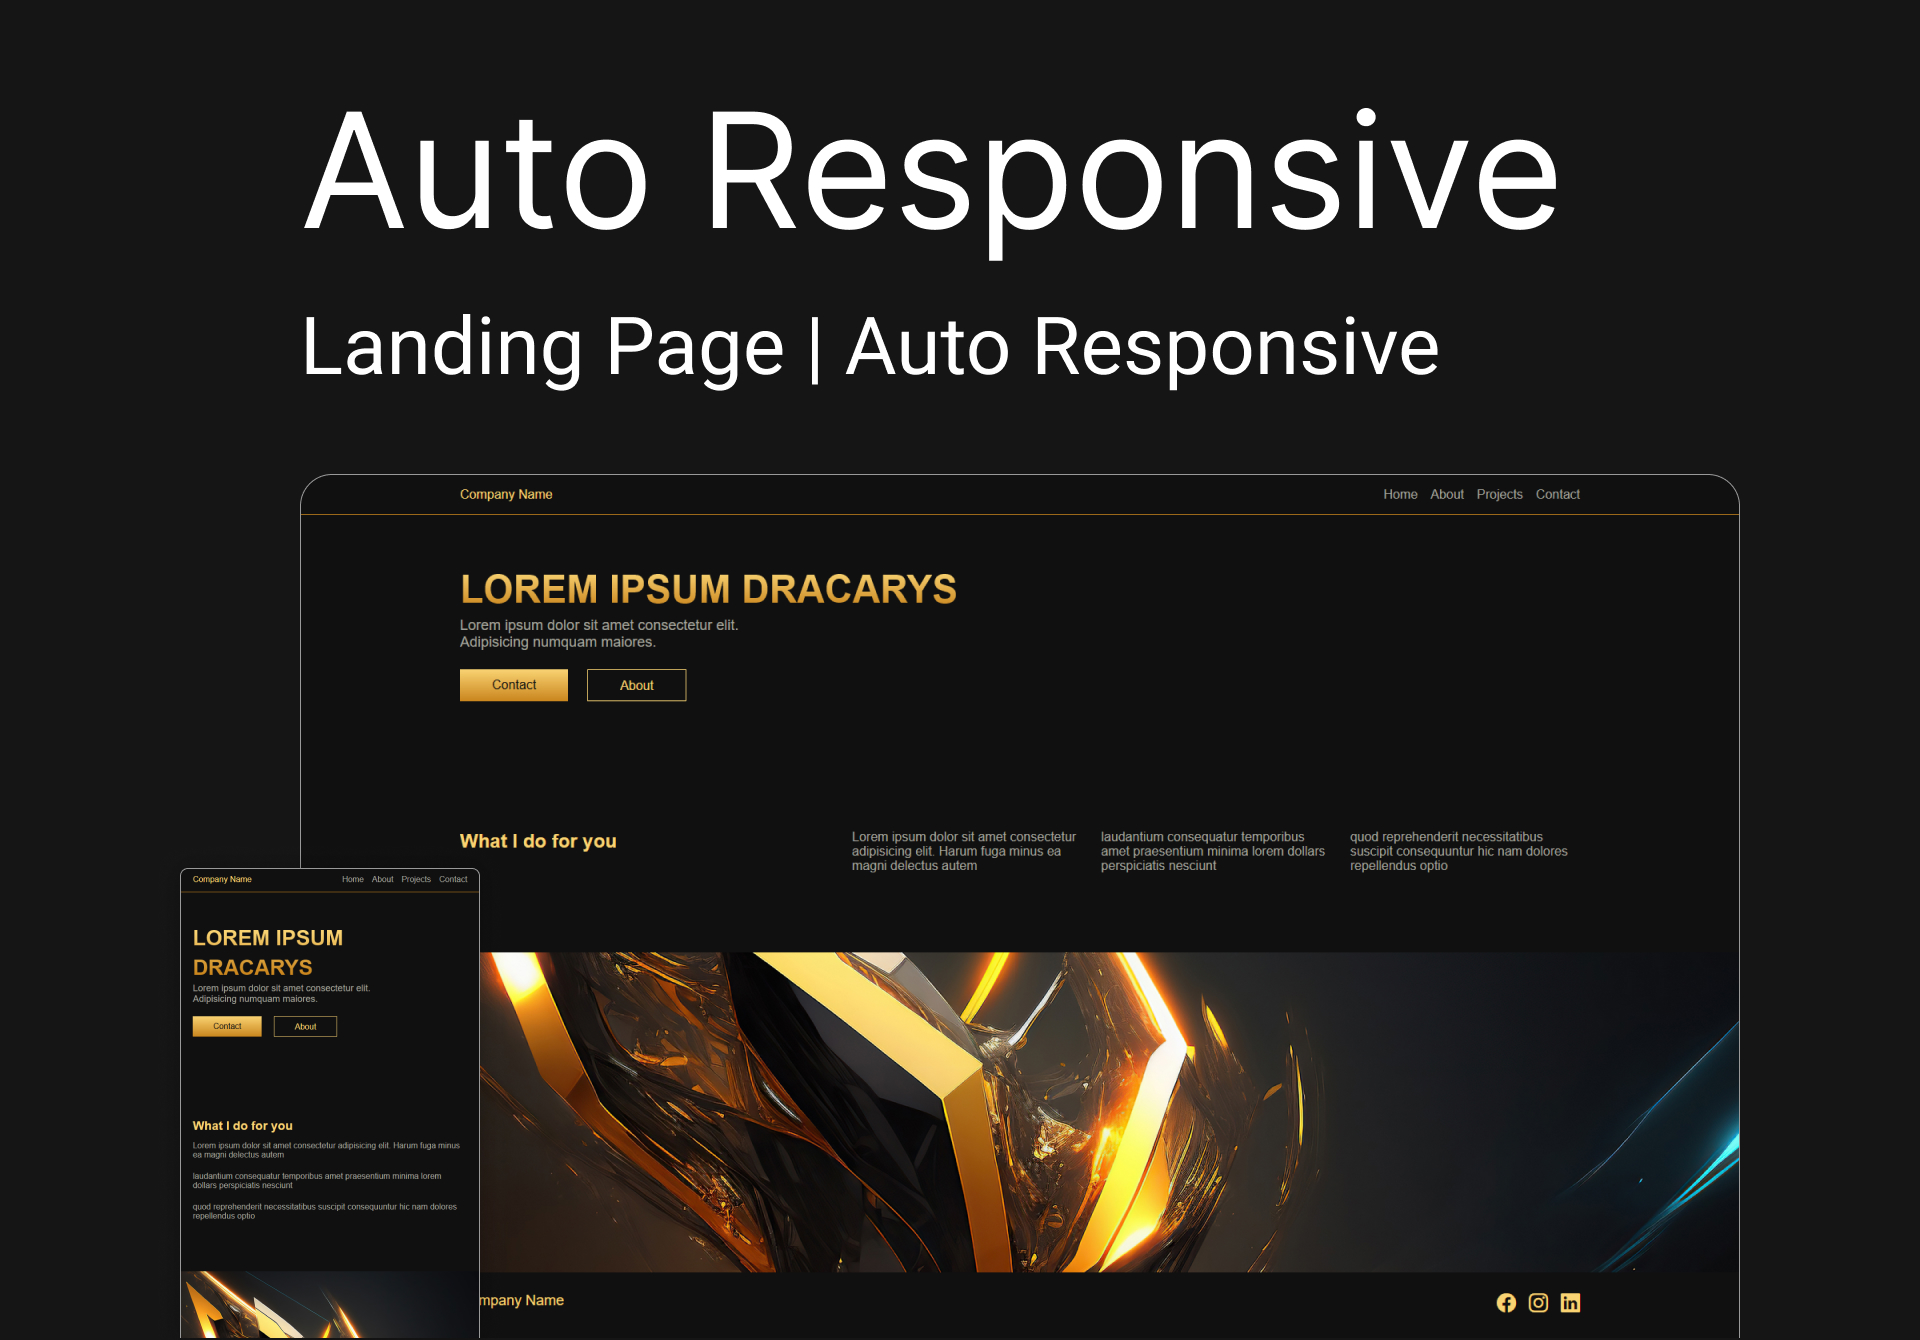 Auto Responsive
Landing Page | Auto Responsive
Company Name
Home About Projects Contact
LOREM IPSUM DRACARYS
Lorem ipsum dolor sit amet consectetur elit.
Adipisicing numquam maiores.
Contact
About
What I do for you
Lorem ipsum dolor sit amet consectetur
adipisicing elit. Harum fuga minus ea
magni delectus autem
laudantium consequatur temporibus
amet praesentium minima lorem dollars
perspiciatis nesciunt
quod reprehenderit necessitatibus
suscipit consequuntur hic nam dolores
repellendus optio
Company Name
Home About Projects Contact
LOREM IPSUM
DRACARYS
Lorem ipsum dolor sit amet consectetur elit.
Adipisicing numquam maiores.
Contact
About
What I do for you
Lorem ipsum dolor sit amet consectetur adipisicing elit. Harum fuga minus
ea magni delectus autem
laudantium consequatur temporibus amet praesentium minima lorem
dollars perspiciatis nesciunt
quod reprehenderit necessitatibus suscipit consequuntur hic nam dolores
repellendus optio
mpany Name
in